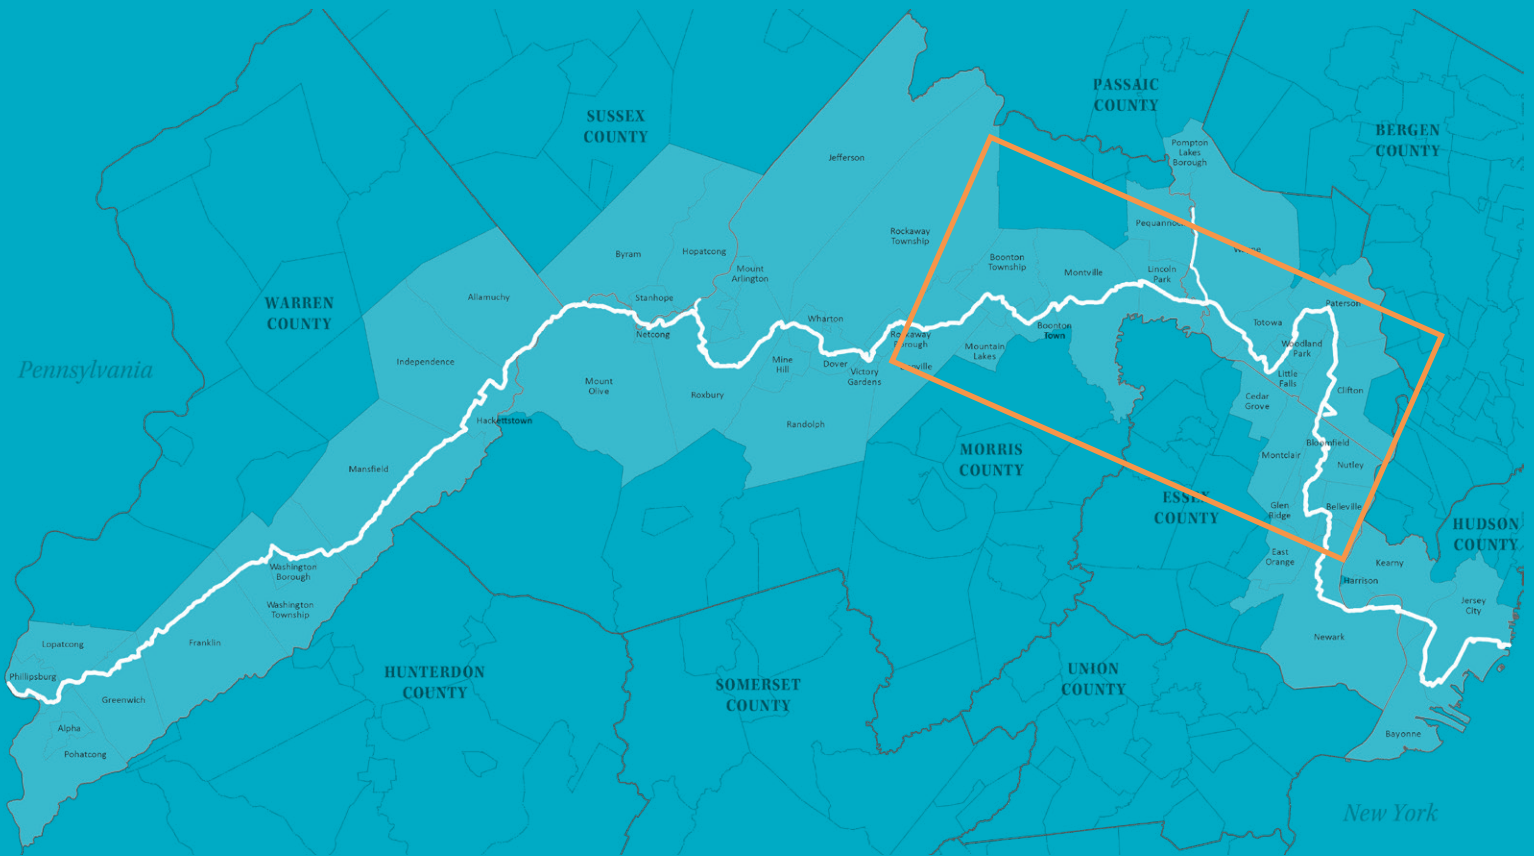 PASSAIC
COUNTY
SUSSEX
COUNTY
BERGEN
COUNTY
Pompton
Lakes
Borough
Jefferson
Pequannoc
Rockaway
Township
Byram
Hopatcong
Boonton
Township
Mount
Arlington
Montville
Lincoln
Park
Allamuchy
Stanhope
WARREN
COUNTY
Paterson
Wharton
Totowa
Boonton
Town
Netcong
Rockaway
Borough
Woodland
Park
Mountain
Lakes
Independence
Mine
Hill
Dover
Victory
Gardens
Pennsylvania
Little
Falls
Mount
Olive
Roxbury
Clifton
Cedar
Grove
Hackettstown
Randolph
Bloomfield
MORRIS
COUNTY
Montclair
Mansfield
Nutley
ESSEX
COUNTY
Glen
Ridge
Belleville
HUDSON
COUNTY
East
Orange
Kearny
Washington
Borough
Harrison
Washington
Township
Jersey
City
Newark
Lopatcong
Franklin
Phillipsburg
HUNTERDON
COUNTY
UNION
COUNTY
SOMERSET
COUNTY
Greenwich
Alpha
Bayonne
Pohatcong
New York